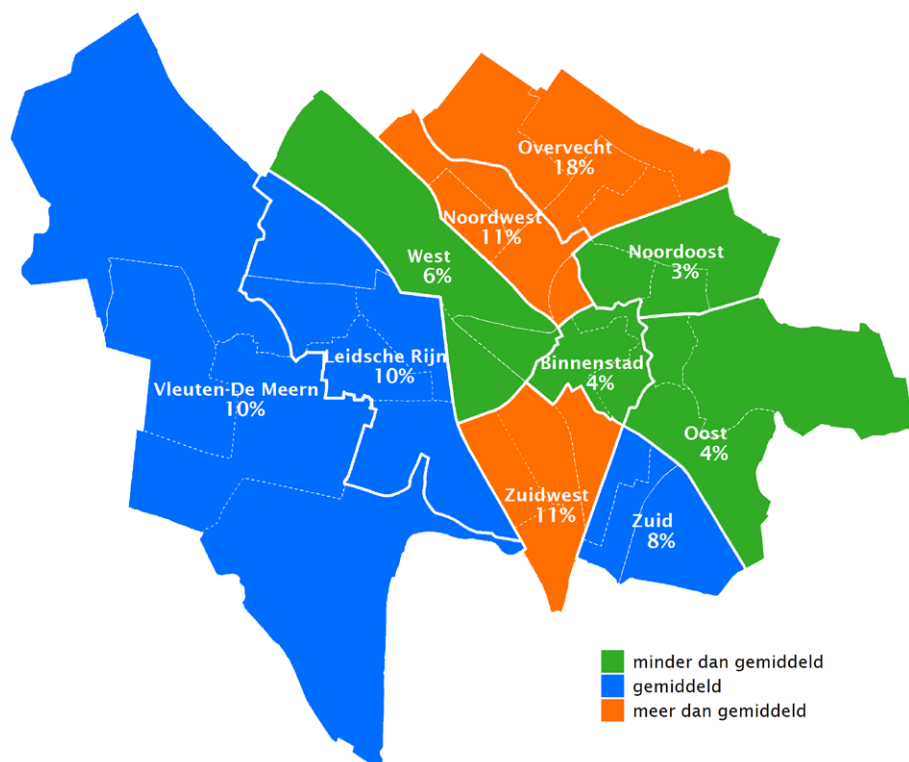 Overvecht
18%
Noordwest
11%
West
6%
Noordoost
3%
Leidsche Rijn
10%
Binnenstad
4%
Vleuten-De Meern
10%
Oost
4%
Zuidwest
11%
Zuid
8%
minder dan gemiddeld
gemiddeld
meer dan gemiddeld